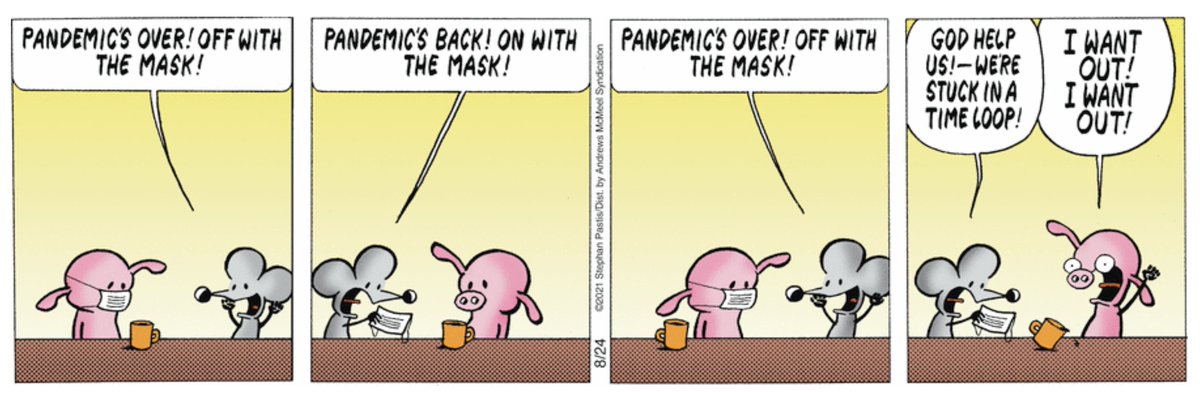 PANDEMIC'S OVER! OFF WITH
THE MASK!
PANDEMIC'S BACK! ON WITH
THE MASK!
©2021 Stephan Pastis/Dist. by Andrews McMeel Syndication
8/24
PANDEMIC'S OVER! OFF WITH
THE MASK!
GOD HELP
US!—WE'RE
STUCK IN A
TIME LOOP!
I WANT
OUT!
I WANT
OUT!